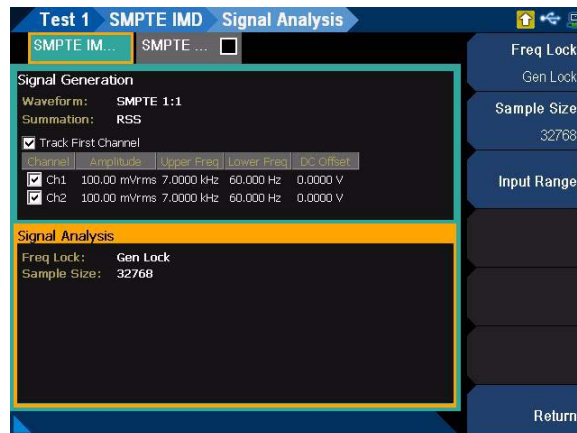 Test 1 SMPTE IMD Signal Analysis
SMPTE IM... SMPTE ...
Signal Generation
Waveform: SMPTE 1:1
Summation: RSS
Track First Channel
Channel Amplitude Upper Freq Lower Freq DC Offset
Ch1 100.00 mVrms 7.0000 kHz 60.000 Hz 0.0000 V
Ch2 100.00 mVrms 7.0000 kHz 60.000 Hz 0.0000 V
Signal Analysis
Freq Lock: Gen Lock
Sample Size: 32768
Freq Lock
Gen Lock
Sample Size
32768
Input Range
Return